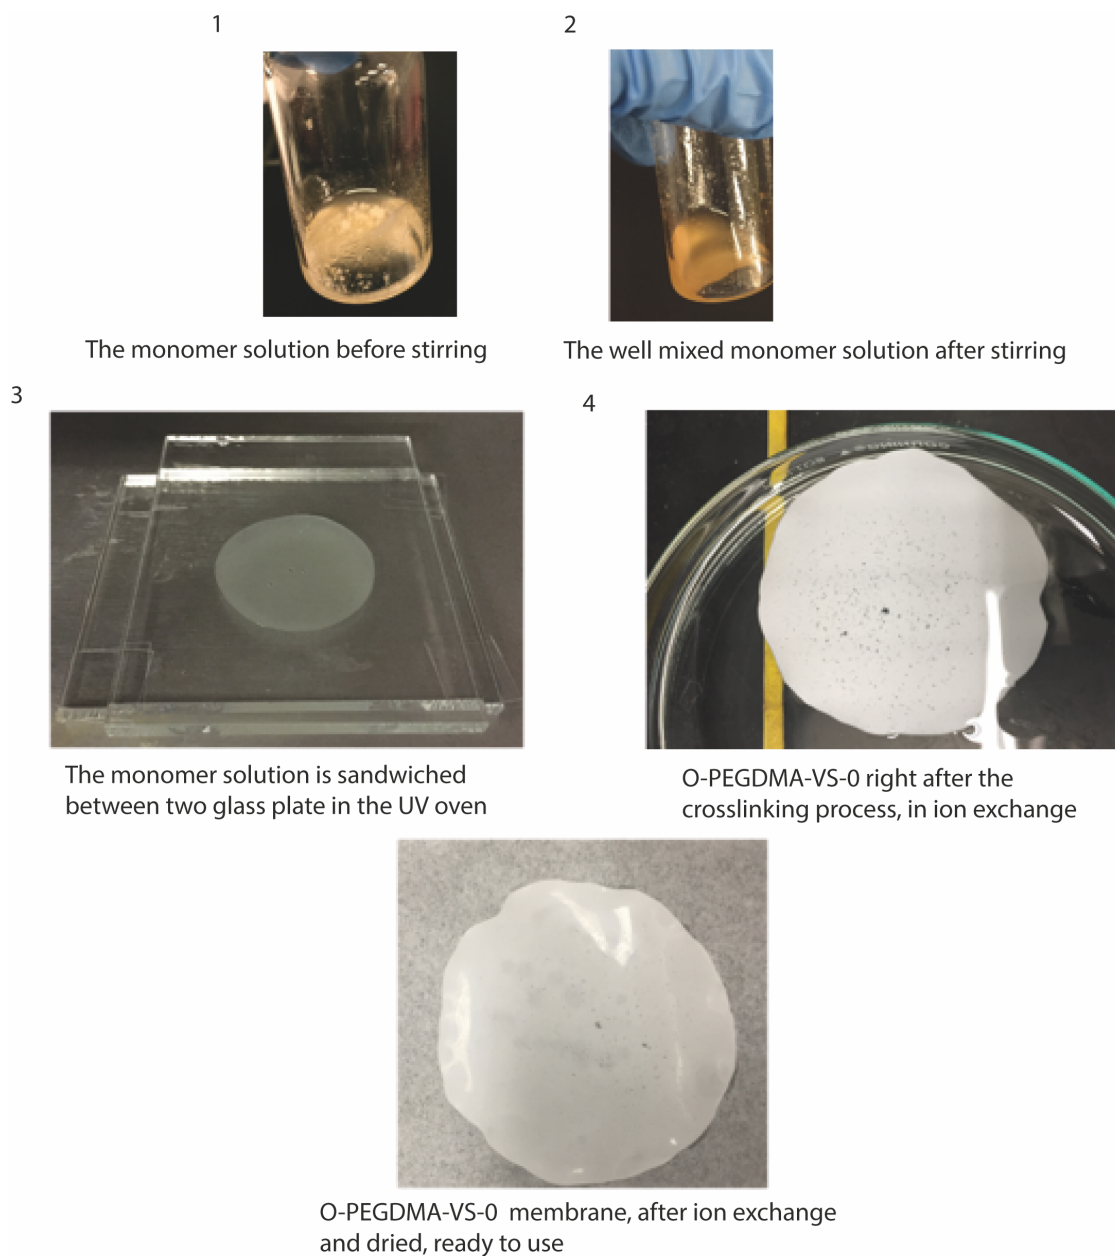 1
2
The monomer solution before stirring
The well mixed monomer solution after stirring
3
4
The monomer solution is sandwiched
between two glass plate in the UV oven
O-PEGDMA-VS-0 right after the
crosslinking process, in ion exchange
O-PEGDMA-VS-0 membrane, after ion exchange
and dried, ready to use